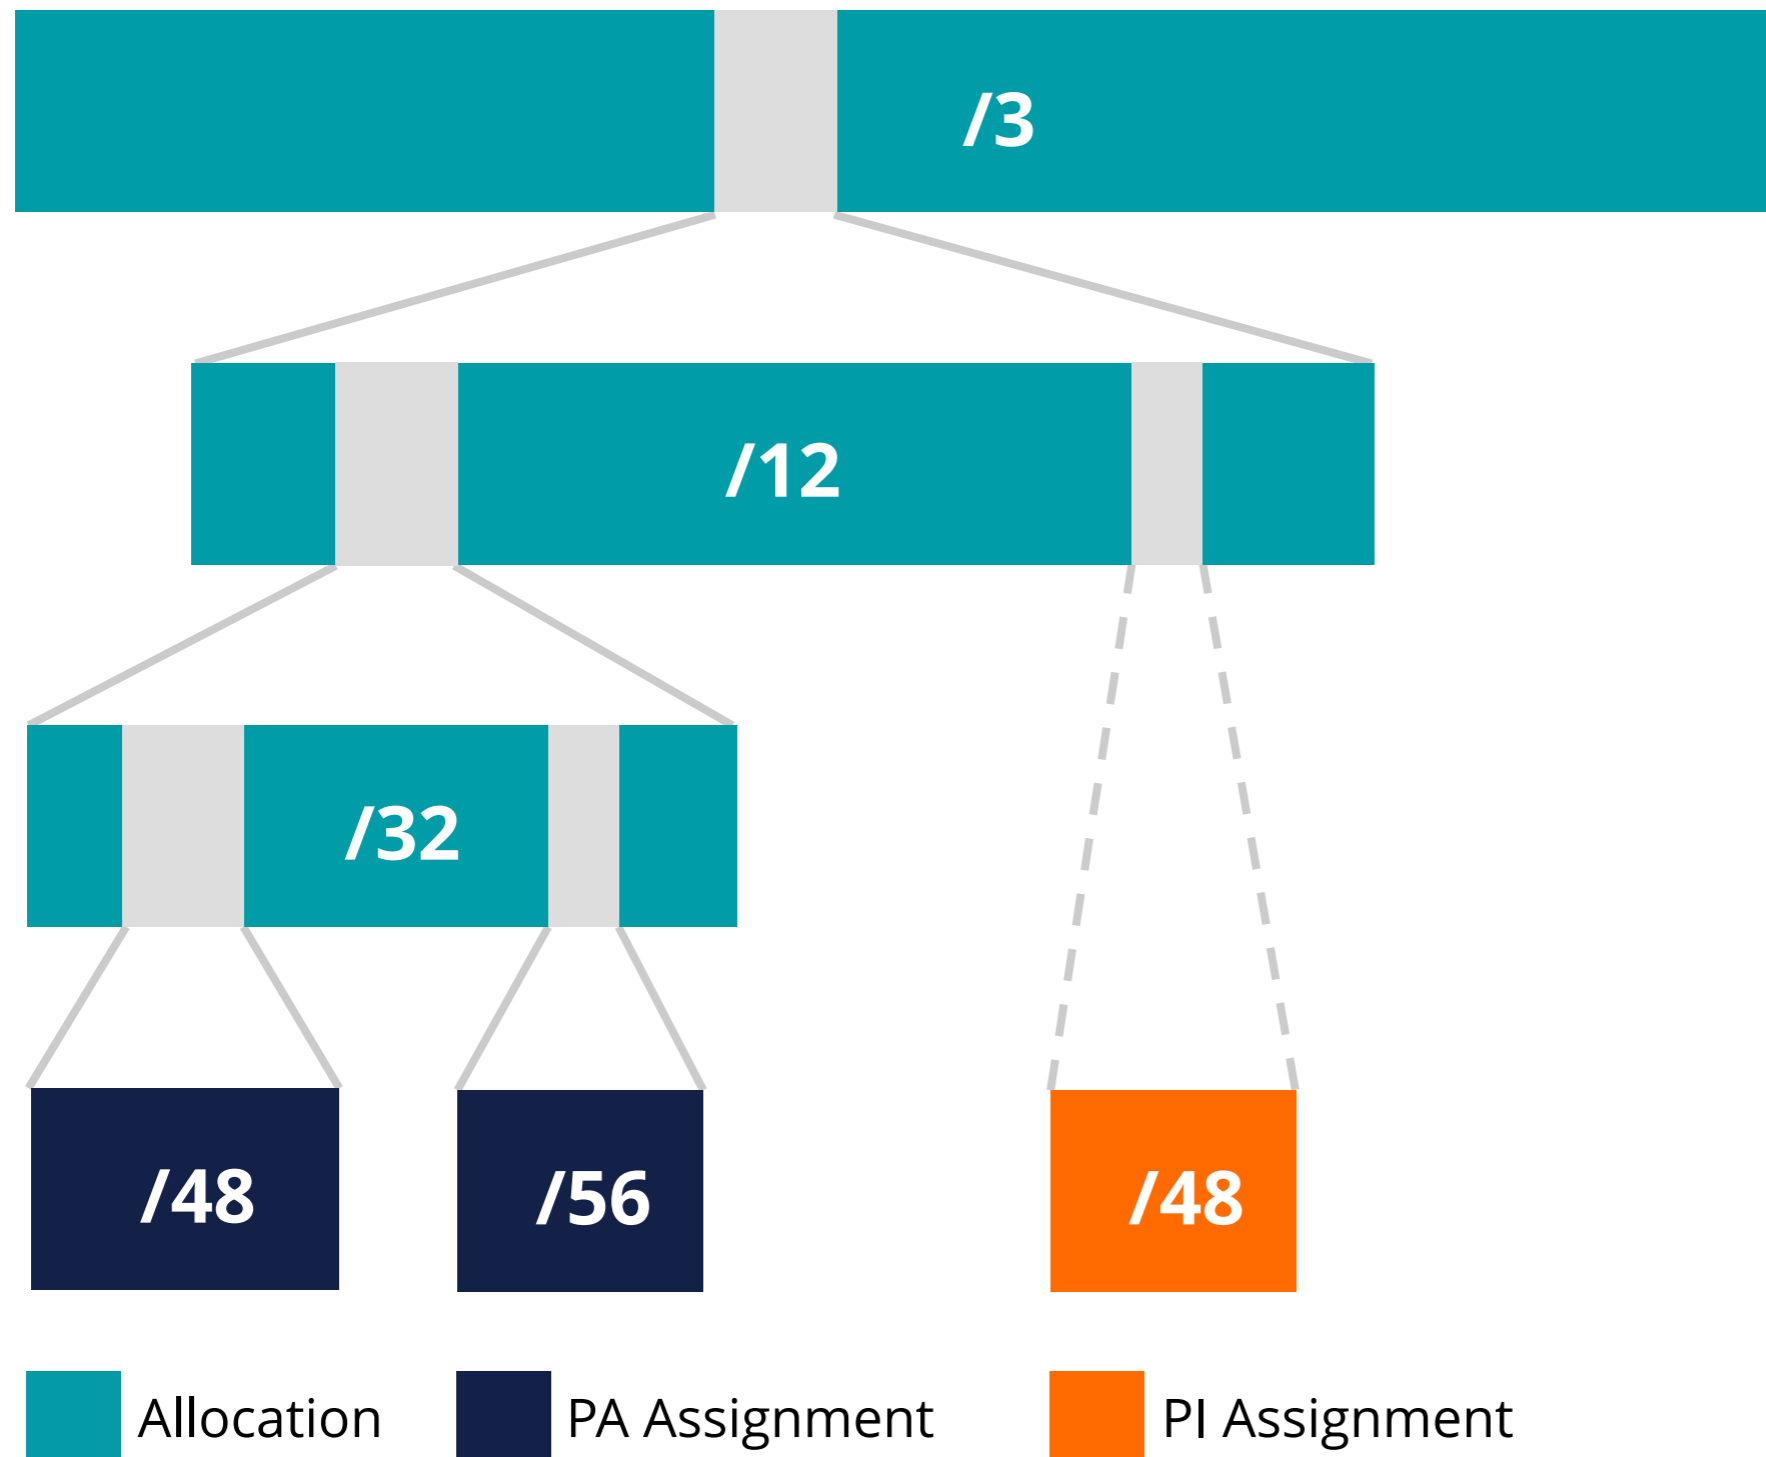 /3
/12
/32
/48
/56
/48
Allocation
PA Assignment
PI Assignment